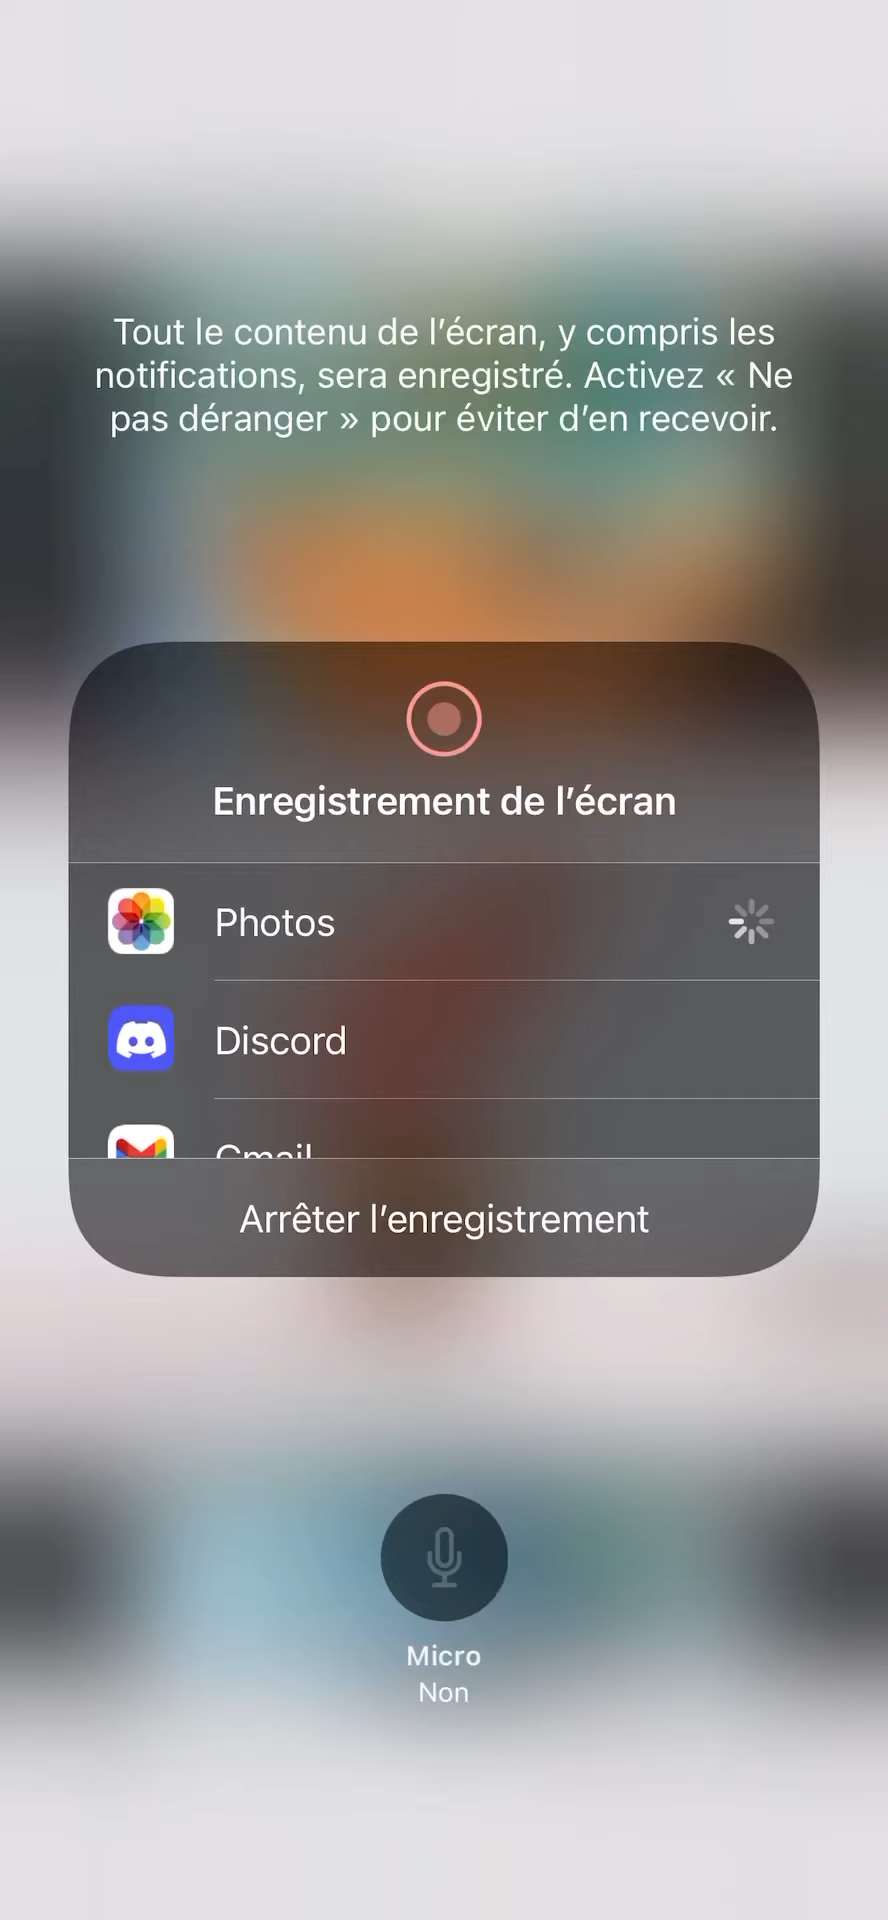 Tout le contenu de l’écran, y compris les
notifications, sera enregistré. Activez « Ne
pas déranger » pour éviter d’en recevoir.
Enregistrement de l’écran
Photos
Discord
Gmail
Arrêter l’enregistrement
Micro
Non